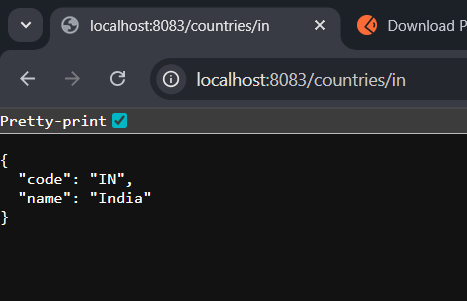 localhost:8083/countries/in
Download P
localhost:8083/countries/in
Pretty-print
{
"code": "IN",
"name": "India"
}